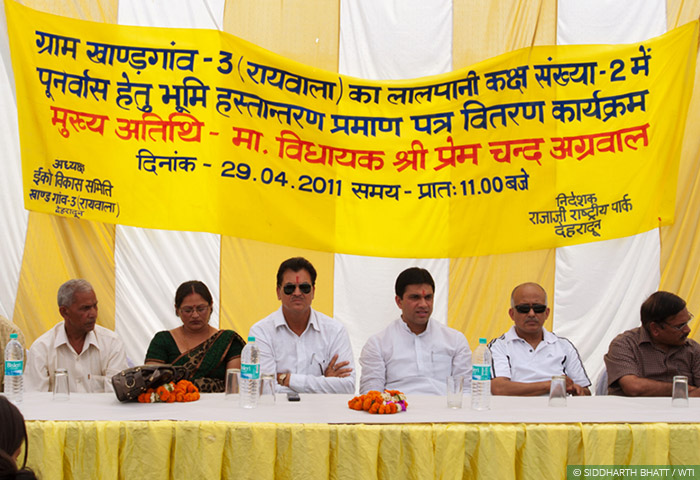 ग्राम खाण्डगांव - 3 (रायवाला) का लालपानी कक्ष संख्या - 2 में
पूनर्वास हेतु भूमि हस्तान्तरण प्रमाण पत्र वितरण कार्यक्रम
मुख्य अतिथि - मा. विधायक श्री प्रेम चन्द अग्रवाल
दिनांक - 29.04.2011 समय - प्रातः 11.00 बजे
अध्यक्ष
ईको विकास समिति
खाण्ड गांव-3 (रायवाला)
देहरादून
निदेशक
राजाजी राष्ट्रीय पार्क
देहरादून
© SIDDHARTH BHATT / WTI